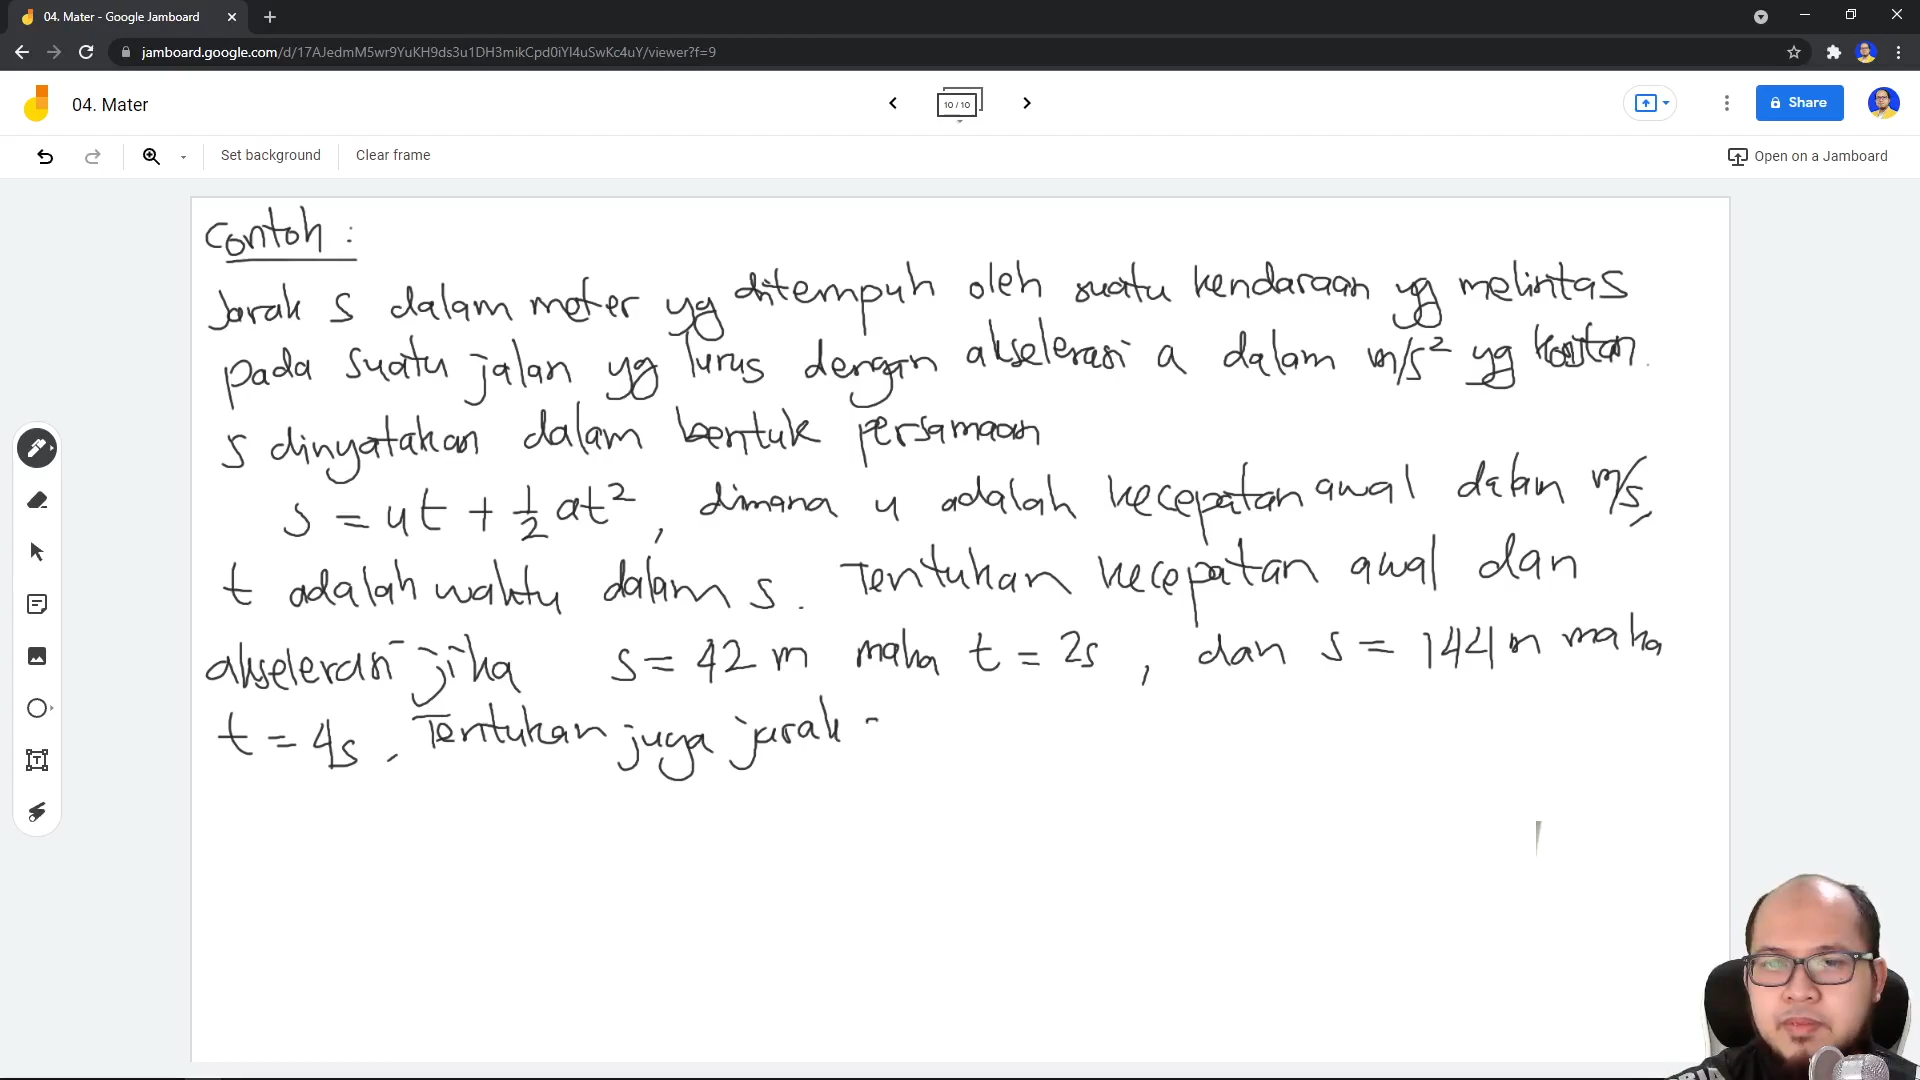 04. Mater - Google Jamboard
jamboard.google.com/d/17AJedmM5wr9YuKH9ds3u1DH3mikCpd0iYI4uSwKc4uY/viewer?f=9
04. Mater
10 / 10
Share
Set background
Clear frame
Open on a Jamboard
Contoh :
Jarak s dalam meter yg ditempuh oleh suatu kendaraan yg melintas
pada suatu jalan yg lurus dengan akselerasi a dalam m/s² yg konstan.
s dinyatakan dalam bentuk persamaan
s = ut + ½ at², dimana u adalah kecepatan awal dalam m/s,
t adalah waktu dalam s. Tentukan kecepatan awal dan
akselerasi jika s = 42 m maka t = 2s, dan s = 144 m maka
t = 4s. Tentukan juga jarak